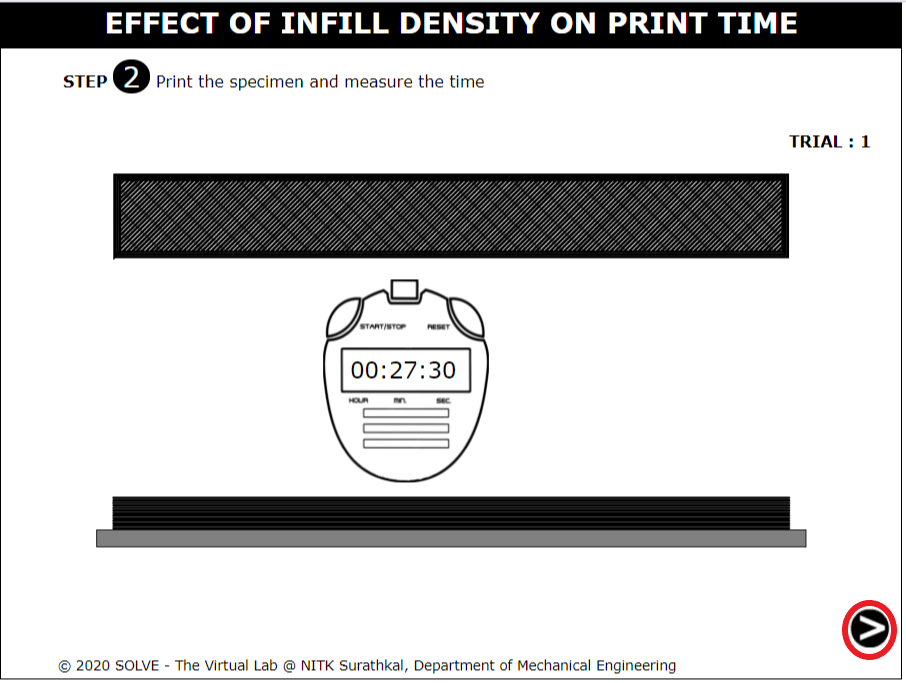 EFFECT OF INFILL DENSITY ON PRINT TIME
STEP 2 Print the specimen and measure the time
TRIAL : 1
START/STOP RESET
00:27:30
HOUR MIN. SEC.
>
© 2020 SOLVE - The Virtual Lab @ NITK Surathkal, Department of Mechanical Engineering